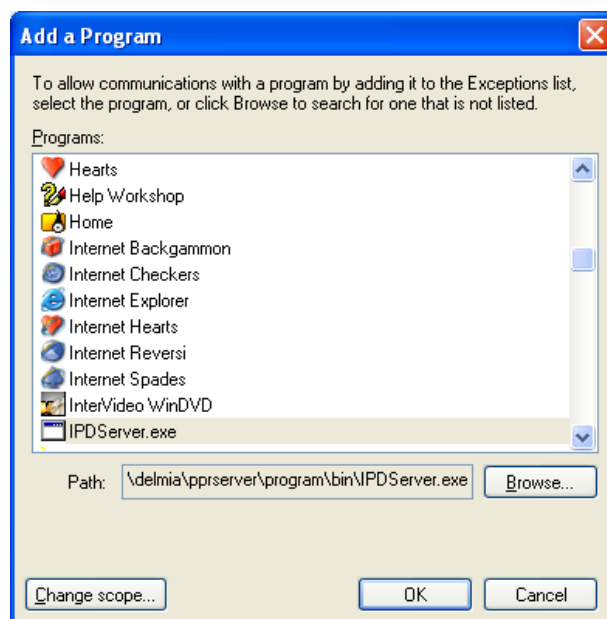 Add a Program
To allow communications with a program by adding it to the Exceptions list,
select the program, or click Browse to search for one that is not listed.
Programs:
Hearts
Help Workshop
Home
Internet Backgammon
Internet Checkers
Internet Explorer
Internet Hearts
Internet Reversi
Internet Spades
InterVideo WinDVD
IPDServer.exe
Path: \delmia\pprserver\program\bin\IPDServer.exe Browse...
Change scope... OK Cancel